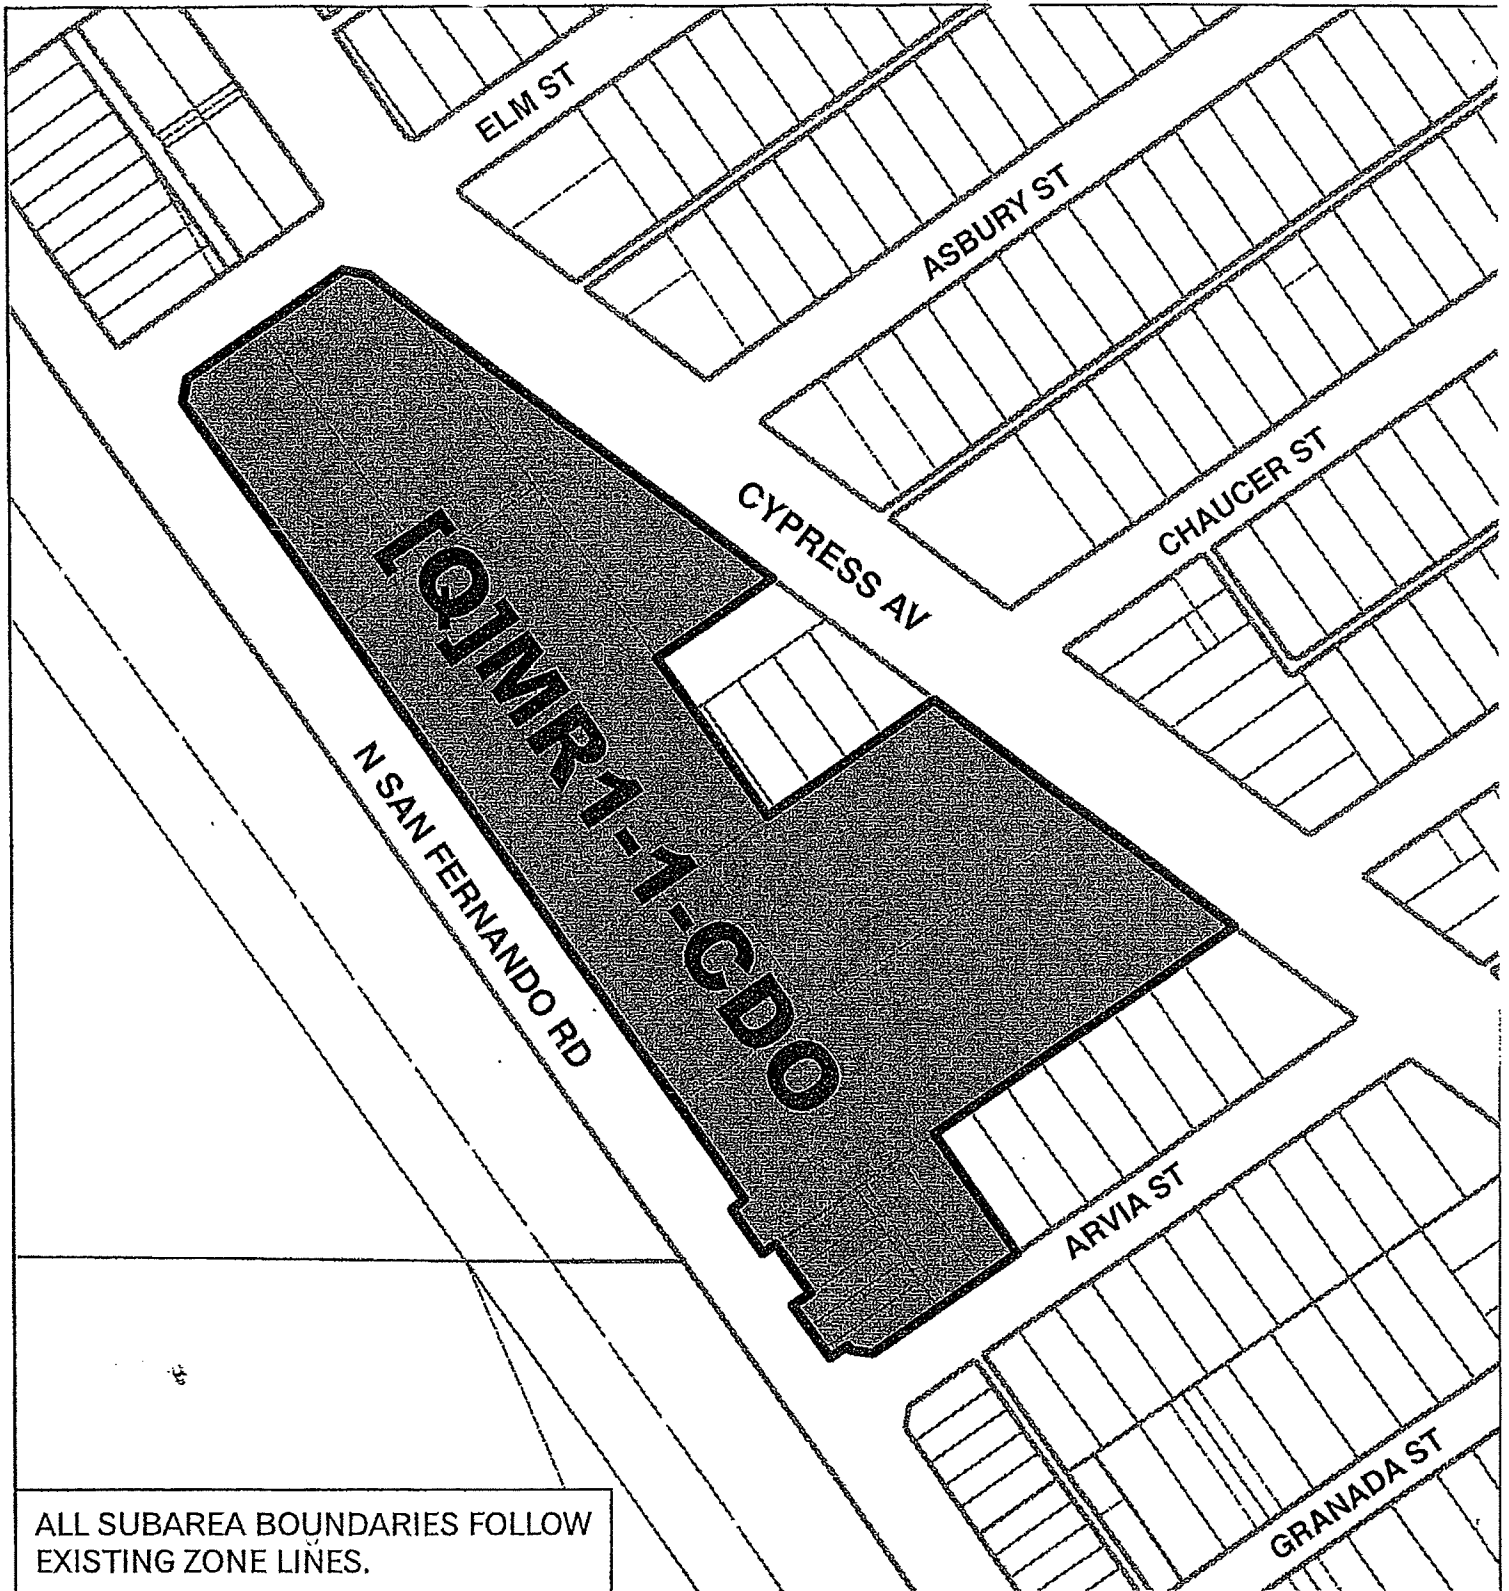 ELM ST
ASBURY ST
CHAUCER ST
CYPRESS AV
[Q]MR1-1-CDO
N SAN FERNANDO RD
ARVIA ST
GRANADA ST
ALL SUBAREA BOUNDARIES FOLLOW
EXISTING ZONE LINES.